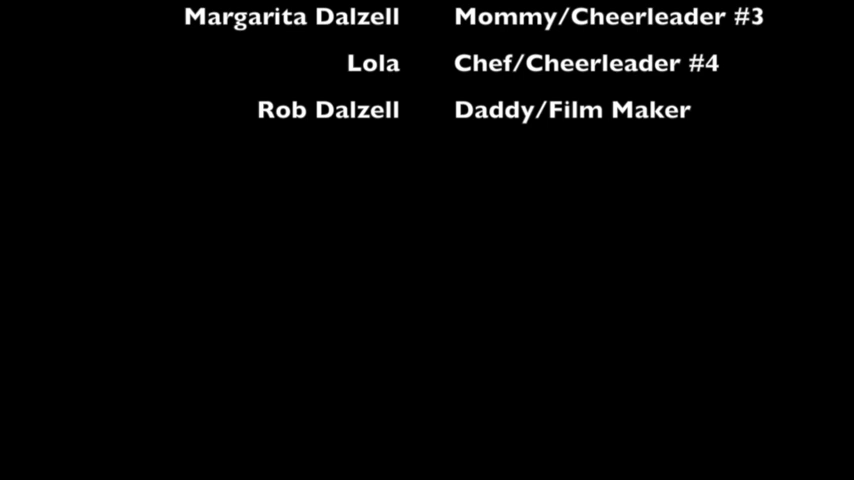 Margarita Dalzell Mommy/Cheerleader #3
Lola Chef/Cheerleader #4
Rob Dalzell Daddy/Film Maker